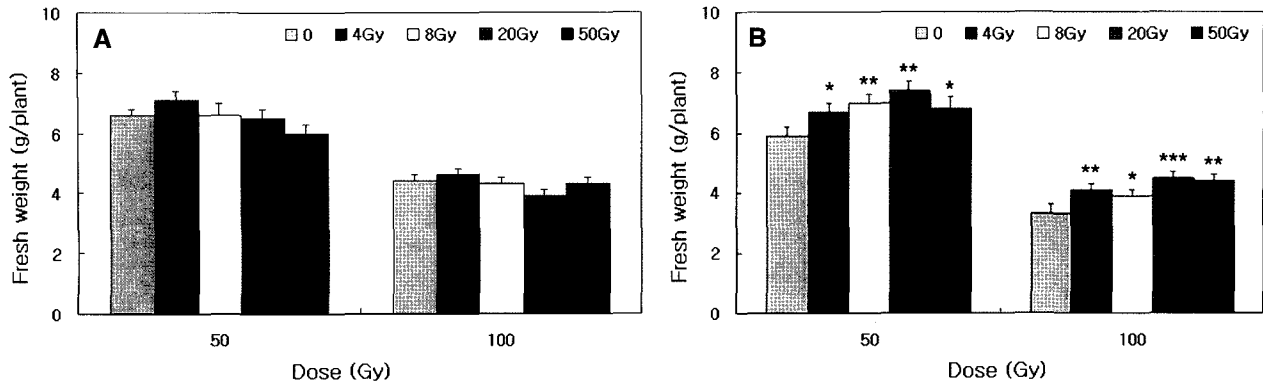 A
0 4Gy 8Gy 20Gy 50Gy
Fresh weight (g/plant)
10
8
6
4
2
0
50 100
Dose (Gy)
B
0 4Gy 8Gy 20Gy 50Gy
Fresh weight (g/plant)
10
8
6
4
2
0
* ** ** *
** * *** **
50 100
Dose (Gy)